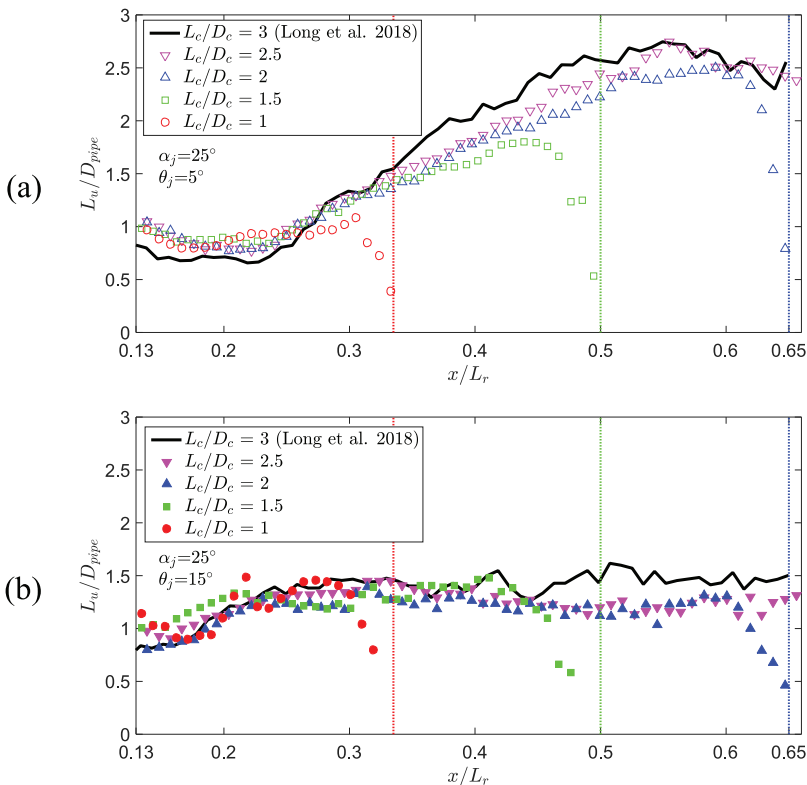 (a)
3
2.5
2
1.5
1
0.5
0
L_u/D_{pipe}
L_c/D_c = 3 (Long et al. 2018)
L_c/D_c = 2.5
L_c/D_c = 2
L_c/D_c = 1.5
L_c/D_c = 1
α_j=25°
θ_j=5°
0.13 0.2 0.3 0.4 0.5 0.6 0.65
x/L_r
(b)
3
2.5
2
1.5
1
0.5
0
L_u/D_{pipe}
L_c/D_c = 3 (Long et al. 2018)
L_c/D_c = 2.5
L_c/D_c = 2
L_c/D_c = 1.5
L_c/D_c = 1
α_j=25°
θ_j=15°
0.13 0.2 0.3 0.4 0.5 0.6 0.65
x/L_r